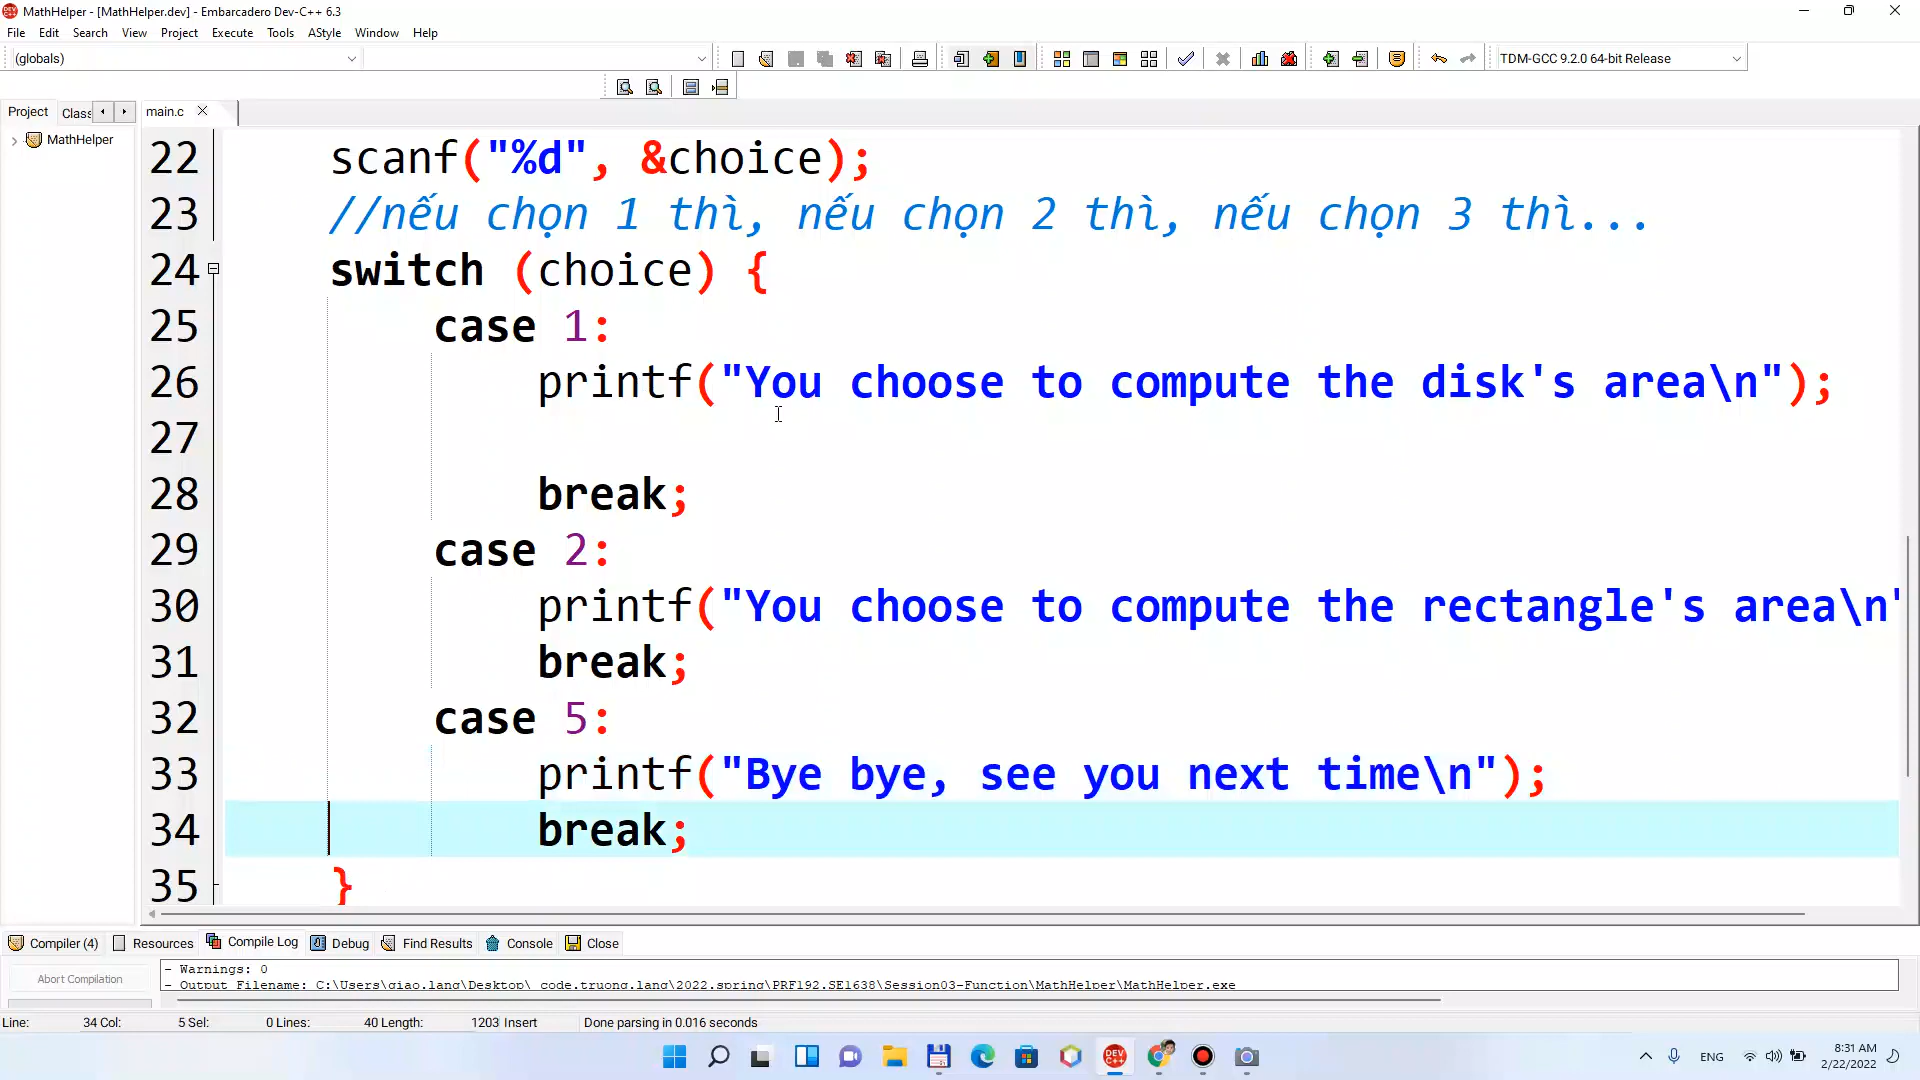 MathHelper - [MathHelper.dev] - Embarcadero Dev-C++ 6.3
File Edit Search View Project Execute Tools AStyle Window Help
(globals)
TDM-GCC 9.2.0 64-bit Release
Project Class main.c
MathHelper
22 scanf("%d", &choice);
23 //nếu chọn 1 thì, nếu chọn 2 thì, nếu chọn 3 thì...
24 switch (choice) {
25 case 1:
26 printf("You choose to compute the disk's area\n");
27
28 break;
29 case 2:
30 printf("You choose to compute the rectangle's area\n"
31 break;
32 case 5:
33 printf("Bye bye, see you next time\n");
34 break;
35 }
Compiler (4) Resources Compile Log Debug Find Results Console Close
Abort Compilation
- Warnings: 0
- Output Filename: C:\Users\giao.lang\Desktop\_code.truong.lang\2022.spring\PRF192.SE1638\Session03-Function\MathHelper\MathHelper.exe
Line: 34 Col: 5 Sel: 0 Lines: 40 Length: 1203 Insert Done parsing in 0.016 seconds
DEV C++
ENG
8:31 AM
2/22/2022